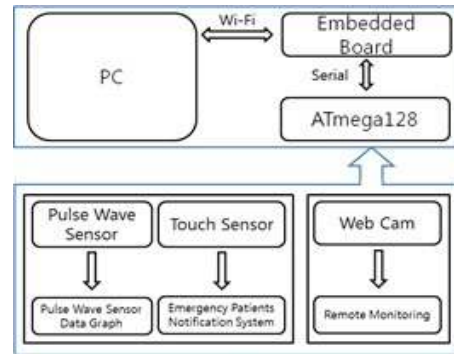 Wi-Fi
PC
Embedded
Board
Serial
ATmega128
Pulse Wave
Sensor
Touch Sensor
Web Cam
Pulse Wave Sensor
Data Graph
Emergency Patients
Notification System
Remote Monitoring